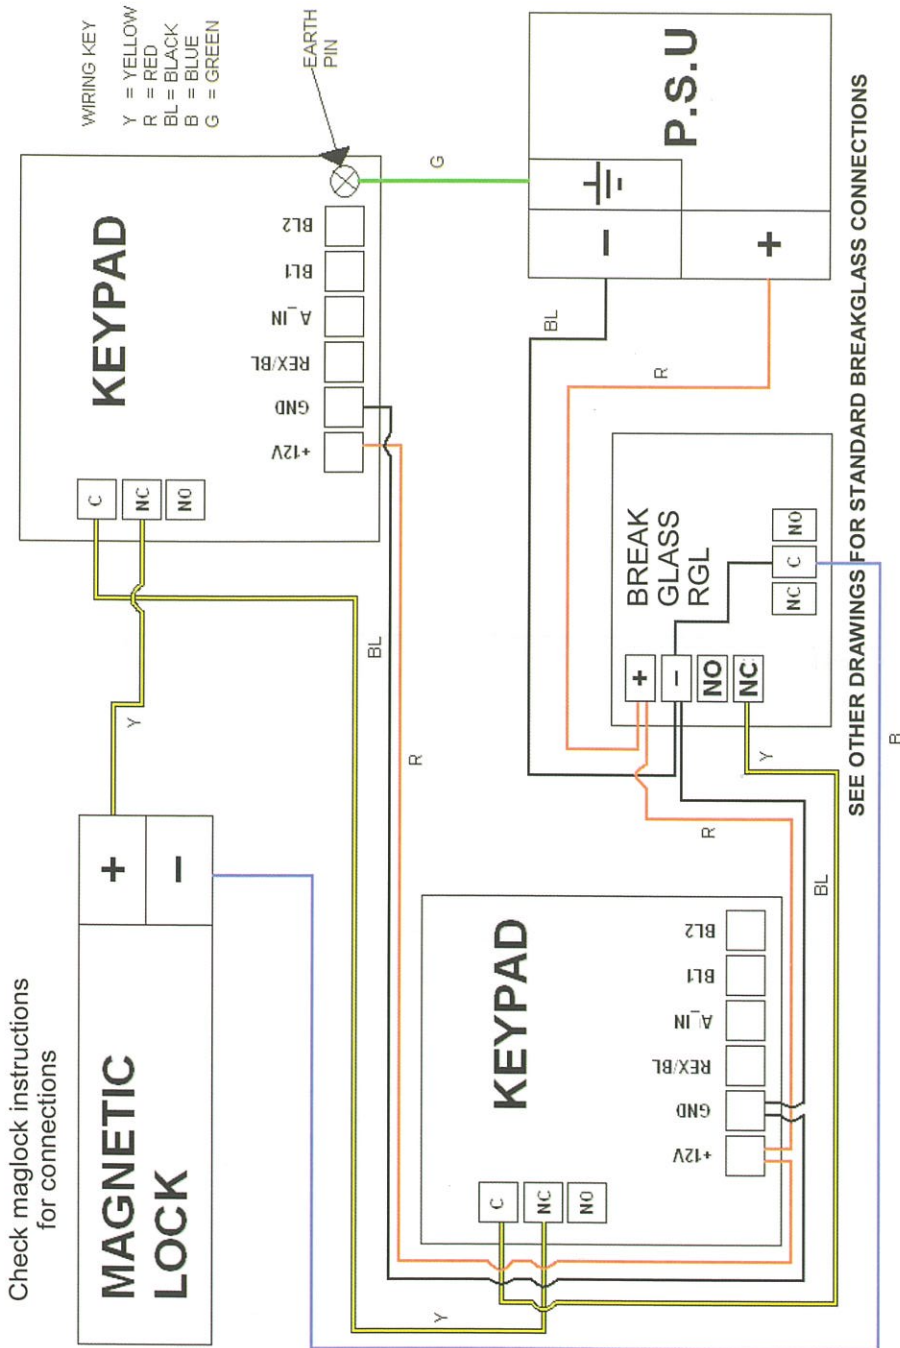 Check maglock instructions
for connections
MAGNETIC
LOCK
+
−
Y
WIRING KEY
Y = YELLOW
R = RED
BL = BLACK
B = BLUE
G = GREEN
KEYPAD
C
NC
NO
+12V
GND
REX/BL
A_IN
BL1
BL2
EARTH
PIN
G
BL
R
Y
KEYPAD
C
NC
NO
+12V
GND
REX/BL
A_IN
BL1
BL2
R
BL
Y
BREAK
GLASS
RGL
+
−
NO
NC
NC
C
NO
BL
R
P.S.U
−
+
SEE OTHER DRAWINGS FOR STANDARD BREAKGLASS CONNECTIONS
R